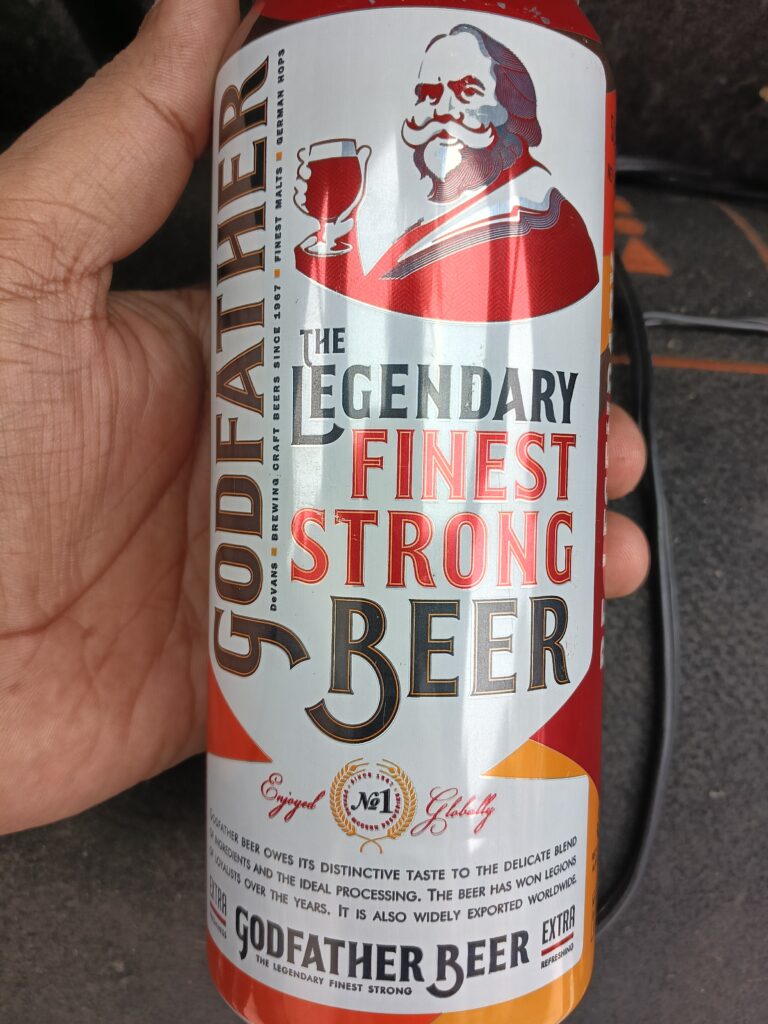 GODFATHER
DeVANS ■ BREWING CRAFT BEERS SINCE 1967 ■ FINEST MALTS ■ GERMAN HOPS
THE
LEGENDARY
FINEST
STRONG
BEER
Enjoyed Nº1 Globally
SINCE 1967
GODFATHER BEER OWES ITS DISTINCTIVE TASTE TO THE DELICATE BLEND
OF INGREDIENTS AND THE IDEAL PROCESSING. THE BEER HAS WON LEGIONS
OF LOYALISTS OVER THE YEARS. IT IS ALSO WIDELY EXPORTED WORLDWIDE.
EXTRA
GODFATHER BEER
THE LEGENDARY FINEST STRONG
EXTRA
REFRESHING